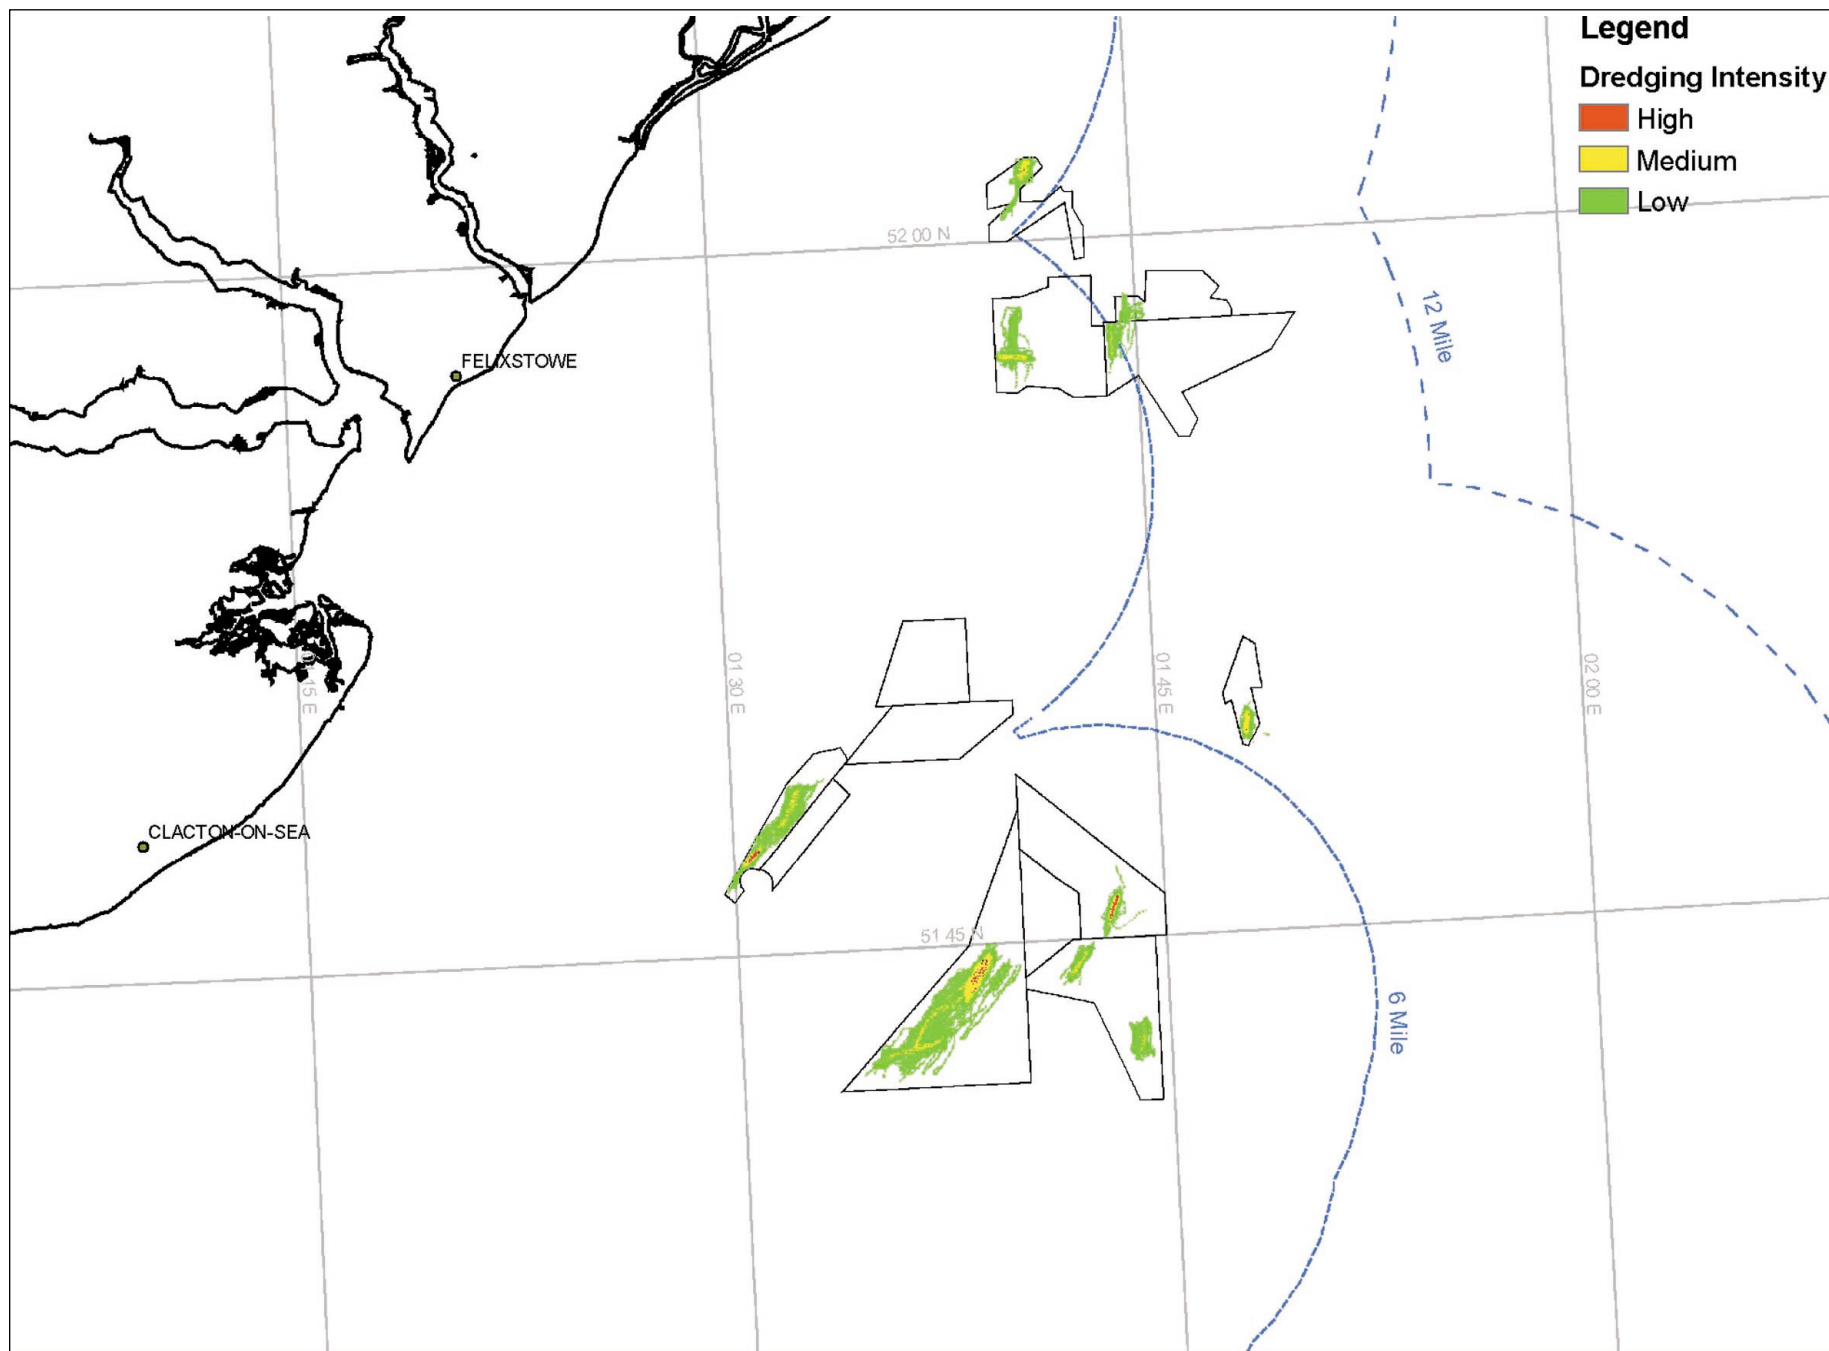 Legend
Dredging Intensity
High
Medium
Low
52 00 N
12 Mile
FELIXSTOWE
15 E
01 30 E
01 45 E
02 00 E
CLACTON-ON-SEA
51 45 N
6 Mile